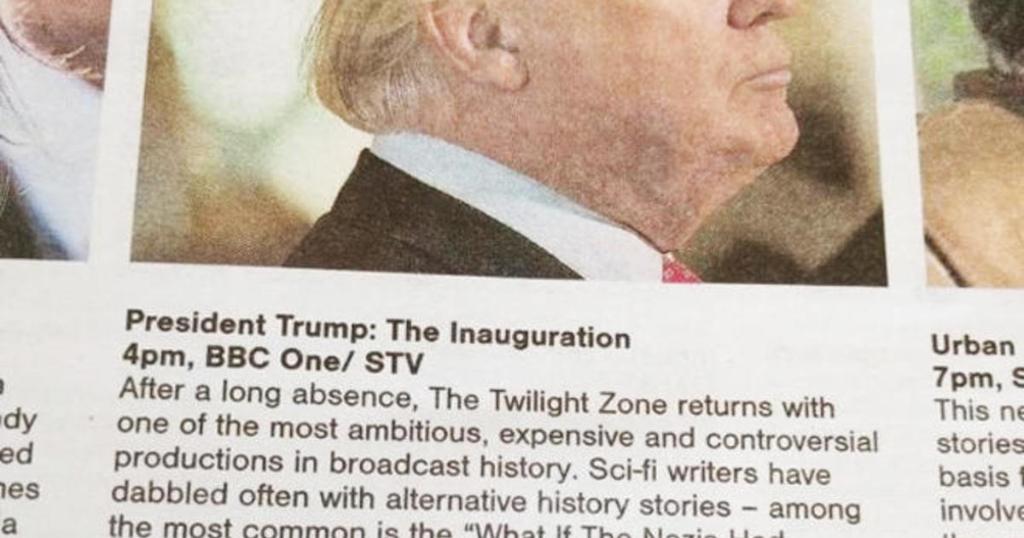 President Trump: The Inauguration
4pm, BBC One/ STV
After a long absence, The Twilight Zone returns with
one of the most ambitious, expensive and controversial
productions in broadcast history. Sci-fi writers have
dabbled often with alternative history stories – among
the most common is the "What If The Nazis Had
Urban
7pm, S
This ne
stories
basis f
involve
dy
ed
nes
a